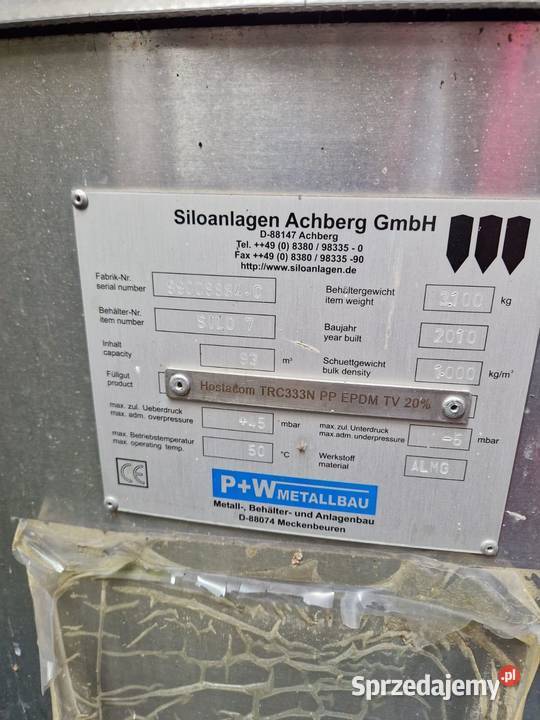 Siloanlagen Achberg GmbH
D-88147 Achberg
Tel. ++49 (0) 8380 / 98335 - 0
Fax ++49 (0) 8380 / 98335 -90
http://www.siloanlagen.de
Fabrik-Nr.
serial number
Behältergewicht
item weight
3100 kg
Behälter-Nr.
item number
SILO 7
Baujahr
year built
2010
Inhalt
capacity
93 m³
Schuettgewicht
bulk density
1000 kg/m³
Füllgut
product
Hostacom TRC333N PP EPDM TV 20%
max. zul. Ueberdruck
max. adm. overpressure
mbar
max. zul. Unterdruck
max.adm. underpressure
-5 mbar
max. Betriebstemperatur
max. operating temp.
50 °C
Werkstoff
material
ALMG
CE
P+W METALLBAU
Metall-, Behälter- und Anlagenbau
D-88074 Meckenbeuren
Sprzedajemy.pl